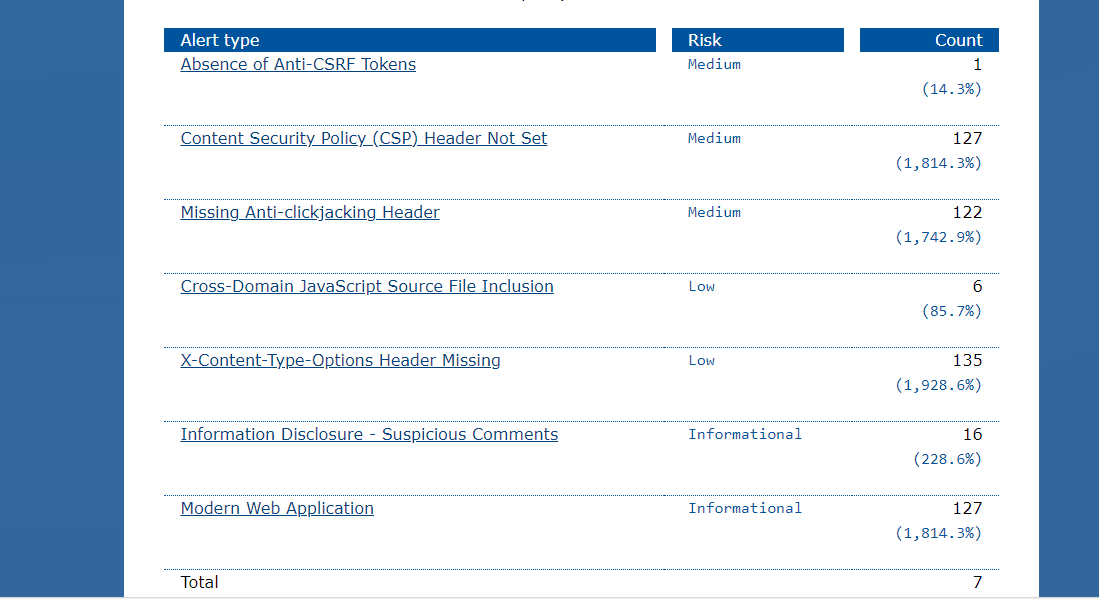 Alert type Risk Count
Absence of Anti-CSRF Tokens Medium 1
(14.3%)
Content Security Policy (CSP) Header Not Set Medium 127
(1,814.3%)
Missing Anti-clickjacking Header Medium 122
(1,742.9%)
Cross-Domain JavaScript Source File Inclusion Low 6
(85.7%)
X-Content-Type-Options Header Missing Low 135
(1,928.6%)
Information Disclosure - Suspicious Comments Informational 16
(228.6%)
Modern Web Application Informational 127
(1,814.3%)
Total 7